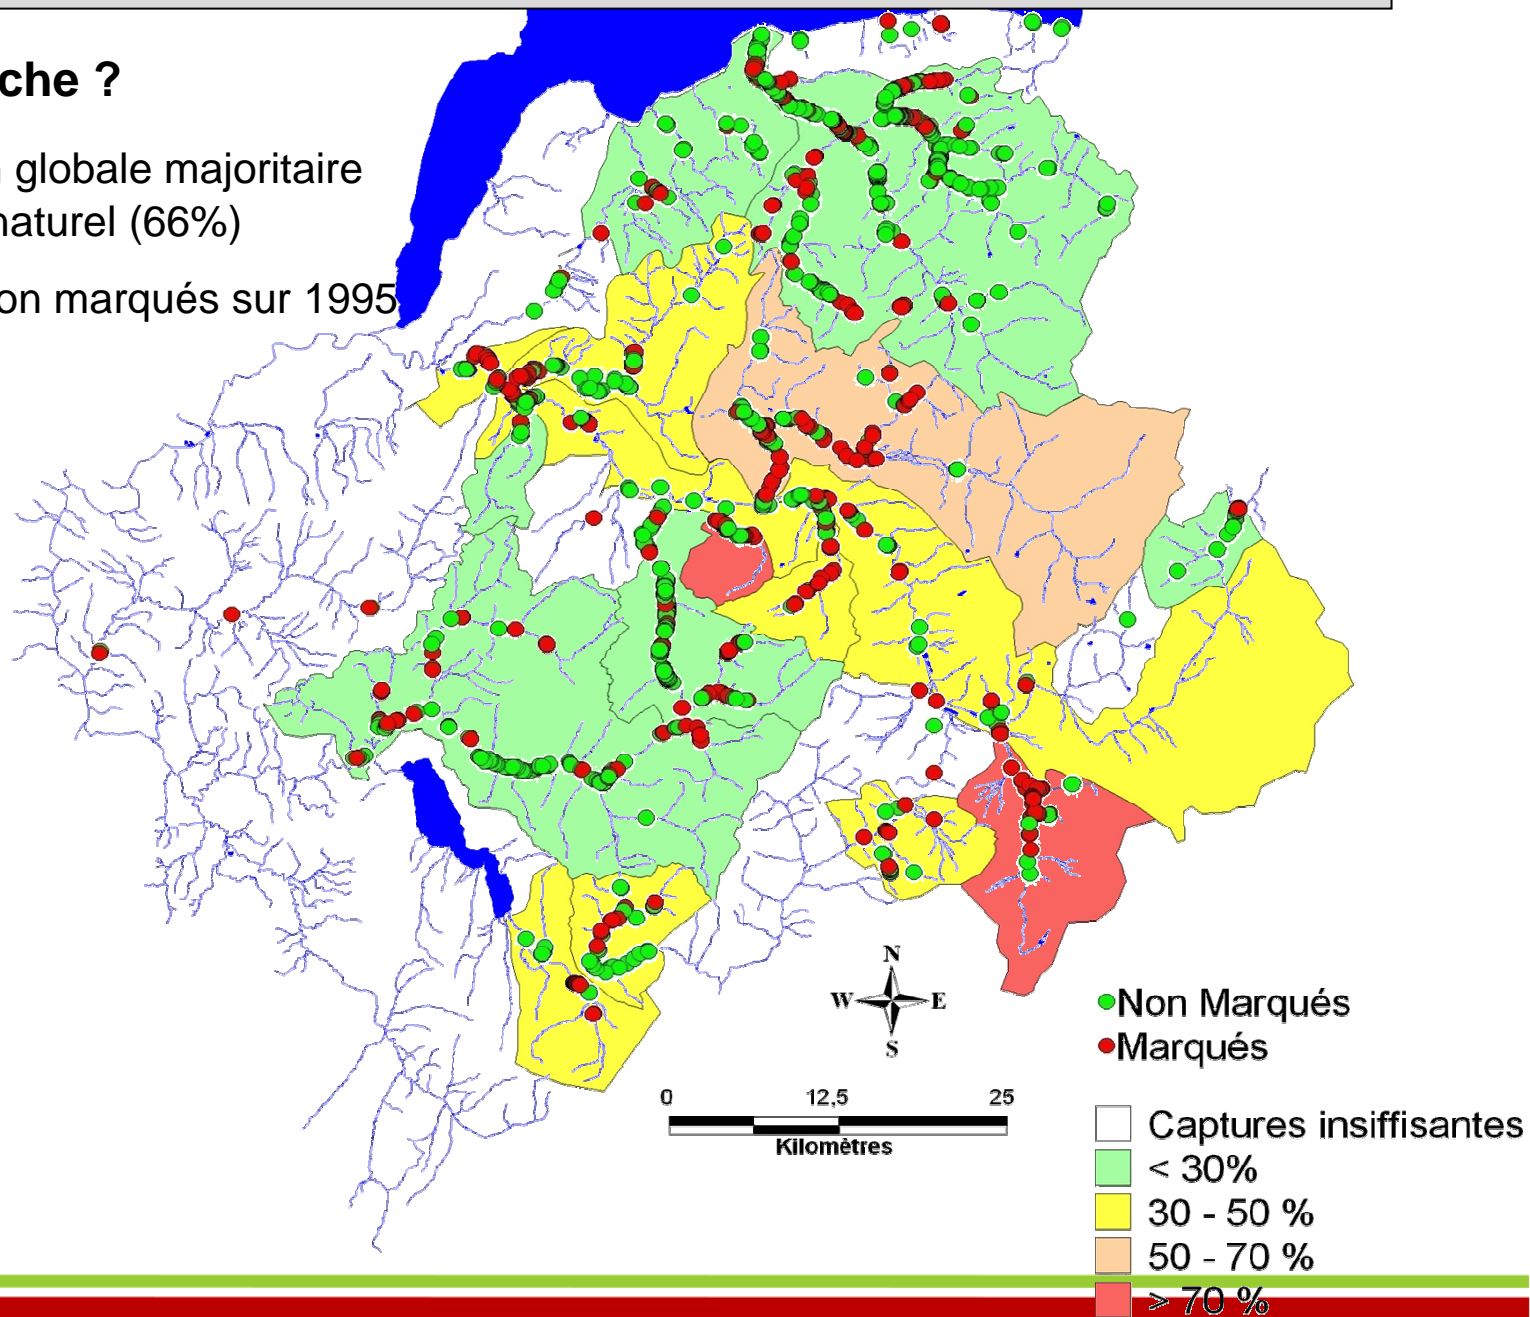 che ?
globale majoritaire
naturel (66%)
on marqués sur 1995
N
W
E
S
0 12,5 25
Kilomètres
Non Marqués
Marqués
Captures insiffisantes
< 30%
30 - 50 %
50 - 70 %
> 70 %